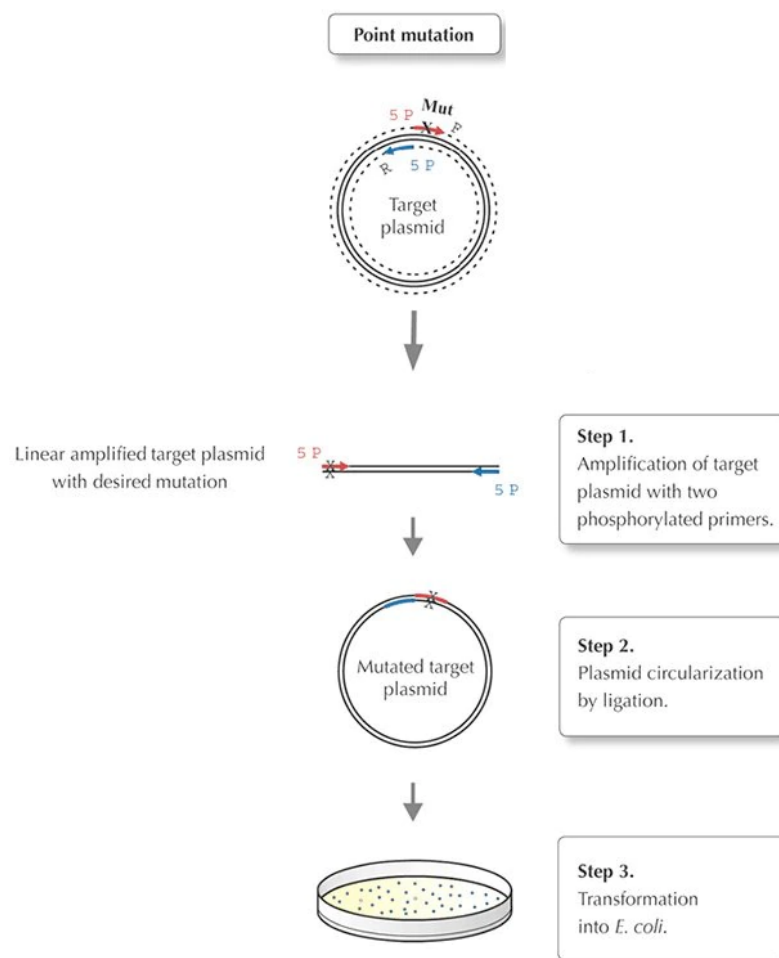 Point mutation
Mut
5 P
X
F
R
5 P
Target
plasmid
Linear amplified target plasmid
with desired mutation
5 P
X
5 P
Step 1.
Amplification of target
plasmid with two
phosphorylated primers.
X
X
Mutated target
plasmid
Step 2.
Plasmid circularization
by ligation.
Step 3.
Transformation
into E. coli.